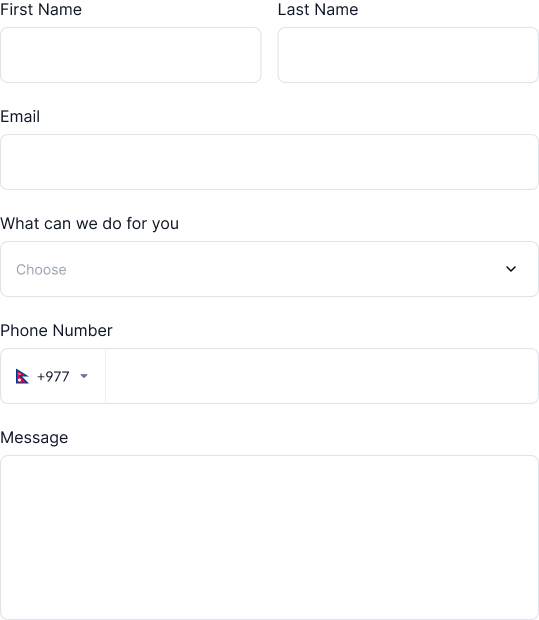 First Name
Last Name
Email
What can we do for you
Choose
Phone Number
+977
Message